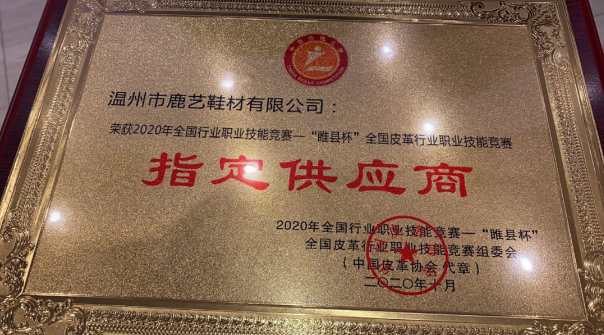 温州市鹿艺鞋材有限公司：
荣获2020年全国行业职业技能竞赛—“睢县杯”全国皮革行业职业技能竞赛
指定供应商
2020年全国行业职业技能竞赛—“睢县杯”
全国皮革行业职业技能竞赛组委会
（中国皮革协会 代章）
二〇二〇年十月